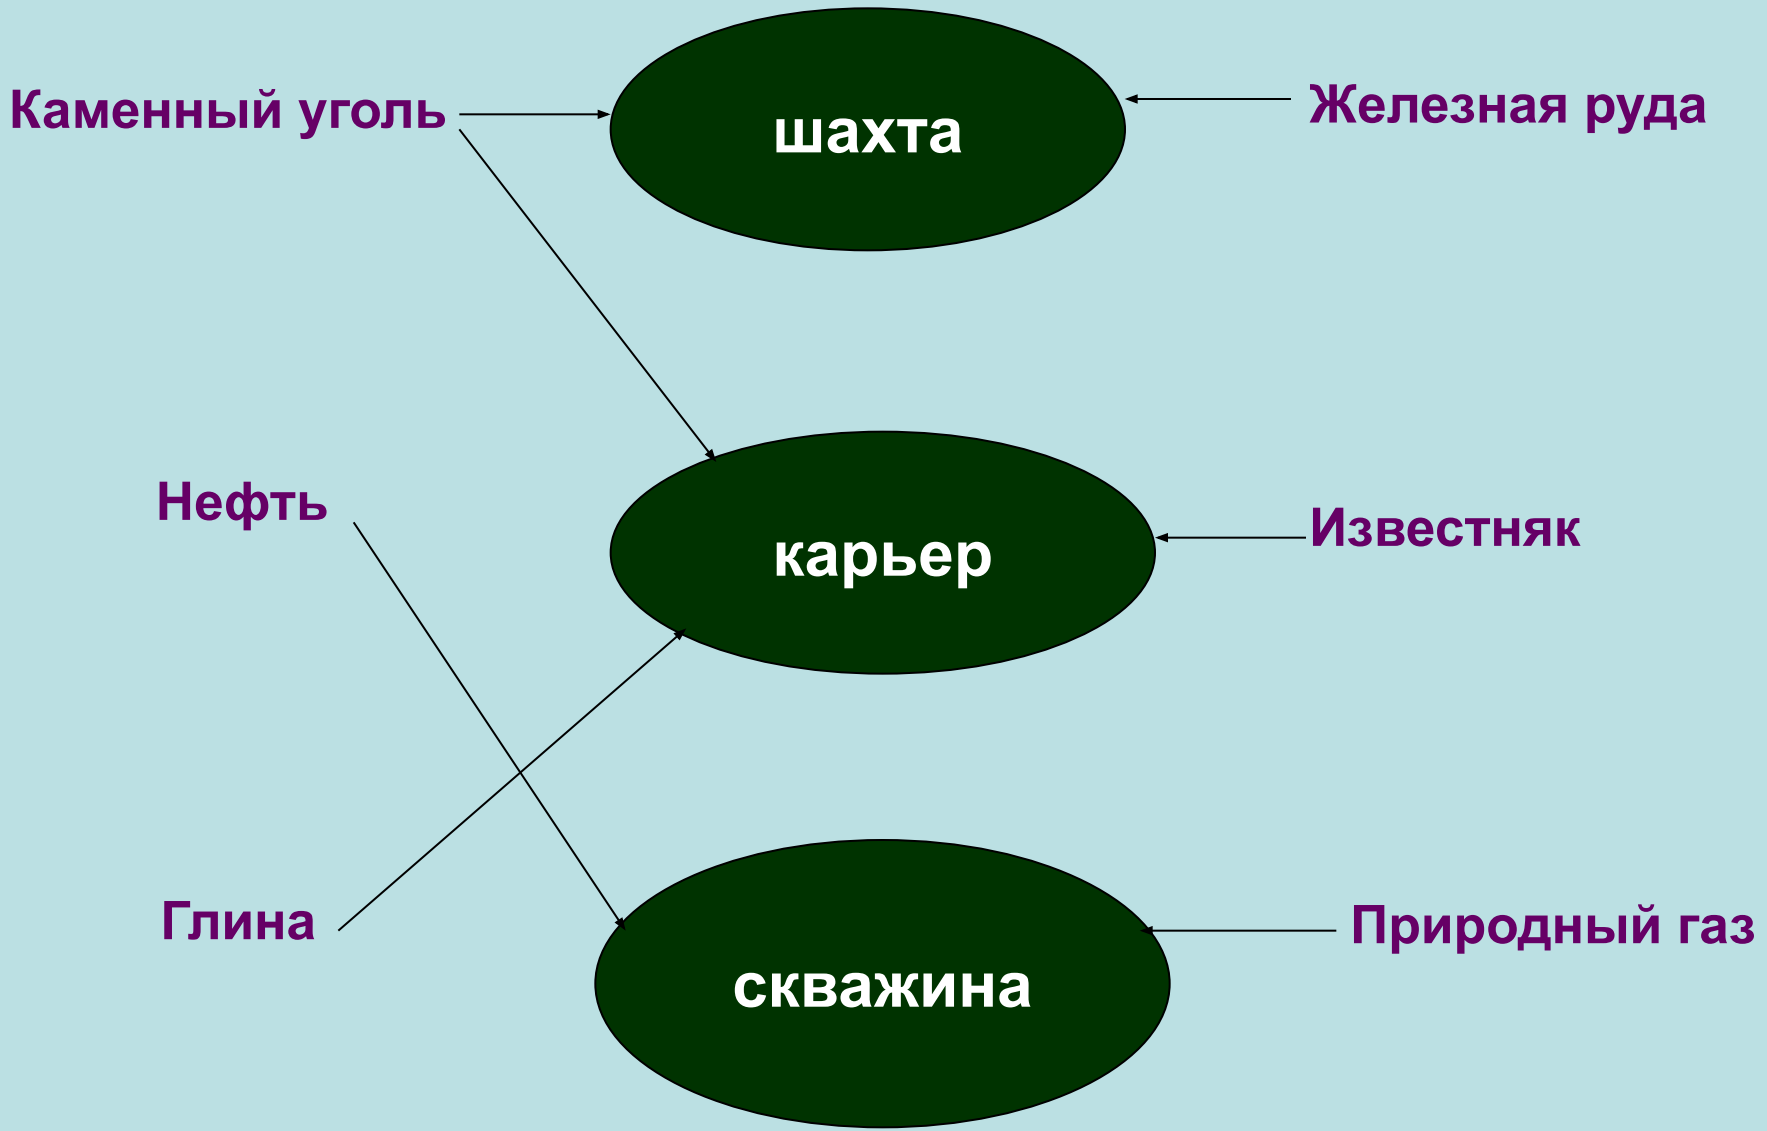 Каменный уголь
шахта
Железная руда
Нефть
карьер
Известняк
Глина
скважина
Природный газ